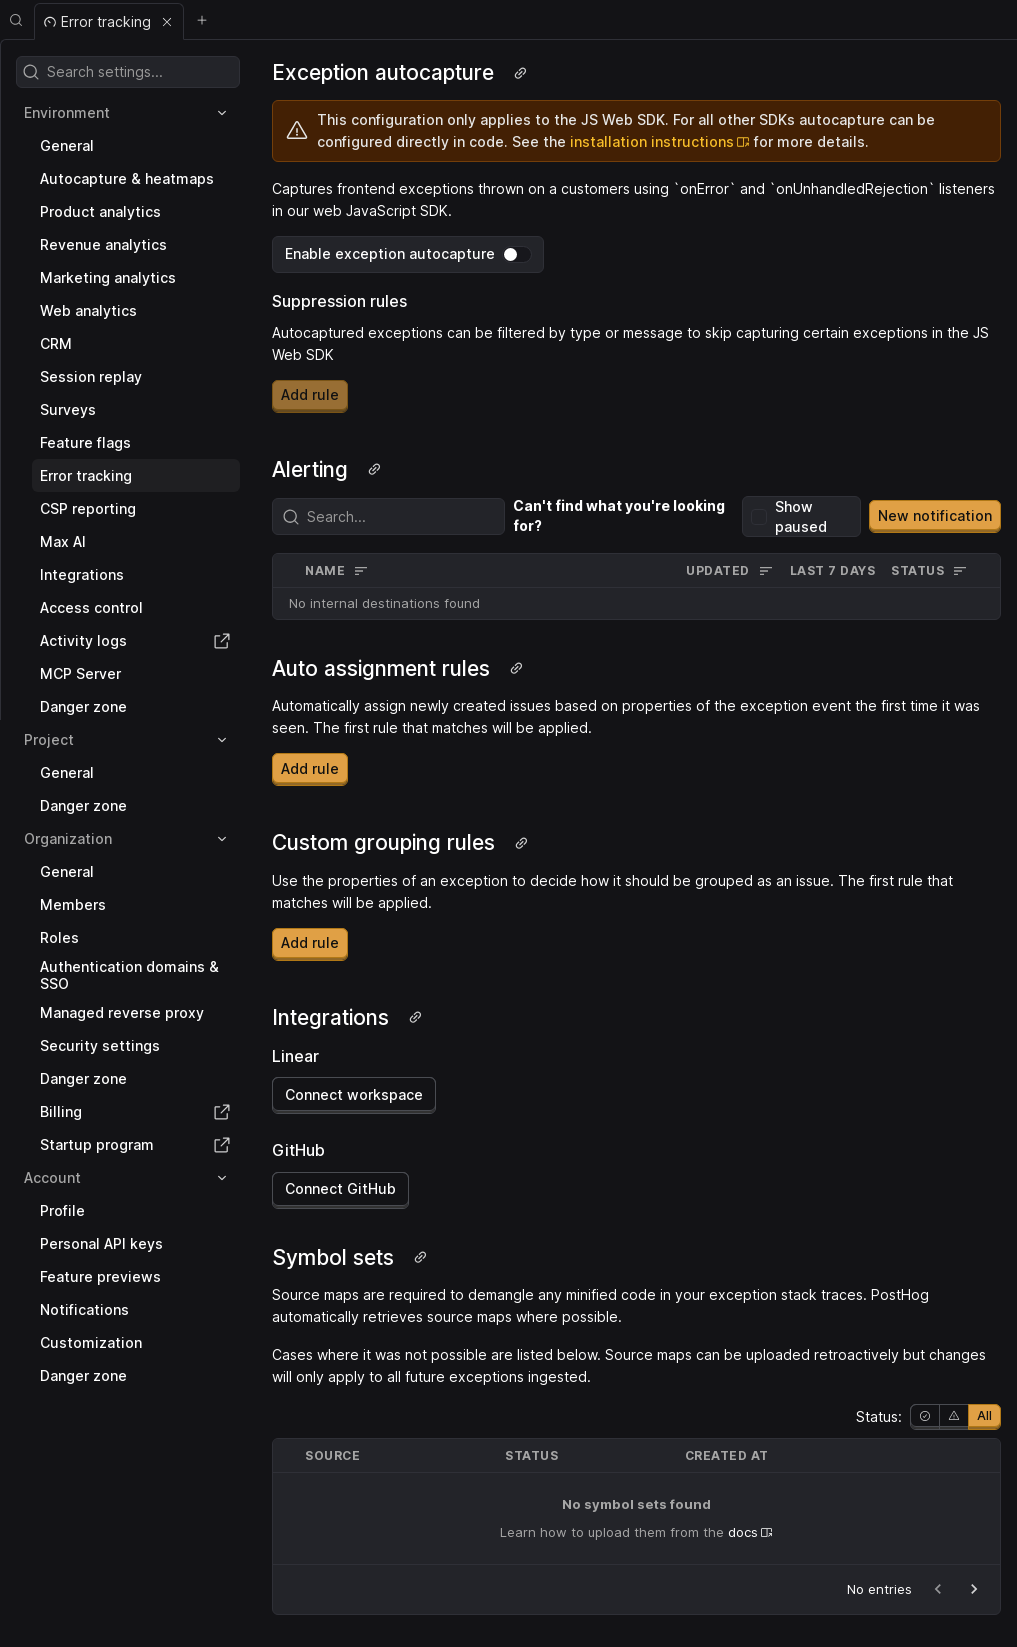 Error tracking
Search settings...
Environment
General
Autocapture & heatmaps
Product analytics
Revenue analytics
Marketing analytics
Web analytics
CRM
Session replay
Surveys
Feature flags
Error tracking
CSP reporting
Max AI
Integrations
Access control
Activity logs
MCP Server
Danger zone
Project
General
Danger zone
Organization
General
Members
Roles
Authentication domains &
SSO
Managed reverse proxy
Security settings
Danger zone
Billing
Startup program
Account
Profile
Personal API keys
Feature previews
Notifications
Customization
Danger zone
Exception autocapture
This configuration only applies to the JS Web SDK. For all other SDKs autocapture can be
configured directly in code. See the installation instructions for more details.
Captures frontend exceptions thrown on a customers using `onError` and `onUnhandledRejection` listeners
in our web JavaScript SDK.
Enable exception autocapture
Suppression rules
Autocaptured exceptions can be filtered by type or message to skip capturing certain exceptions in the JS
Web SDK
Add rule
Alerting
Search...
Can't find what you're looking
for?
Show
paused
New notification
NAME UPDATED LAST 7 DAYS STATUS
No internal destinations found
Auto assignment rules
Automatically assign newly created issues based on properties of the exception event the first time it was
seen. The first rule that matches will be applied.
Add rule
Custom grouping rules
Use the properties of an exception to decide how it should be grouped as an issue. The first rule that
matches will be applied.
Add rule
Integrations
Linear
Connect workspace
GitHub
Connect GitHub
Symbol sets
Source maps are required to demangle any minified code in your exception stack traces. PostHog
automatically retrieves source maps where possible.
Cases where it was not possible are listed below. Source maps can be uploaded retroactively but changes
will only apply to all future exceptions ingested.
Status: All
SOURCE STATUS CREATED AT
No symbol sets found
Learn how to upload them from the docs
No entries